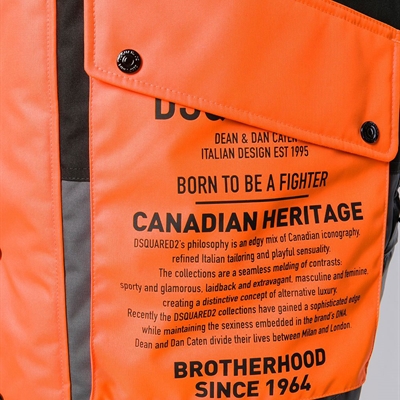 DEAN & DAN CATEN
ITALIAN DESIGN EST 1995
BORN TO BE A FIGHTER
CANADIAN HERITAGE
DSQUARED2's philosophy is an edgy mix of Canadian iconography,
refined Italian tailoring and playful sensuality.
The collections are a seamless melding of contrasts:
sporty and glamorous, laidback and extravagant, masculine and feminine,
creating a distinctive concept of alternative luxury.
Recently the DSQUARED2 collections have gained a sophisticated edge
while maintaining the sexiness embedded in the brand's DNA.
Dean and Dan Caten divide their lives between Milan and London.
BROTHERHOOD
SINCE 1964